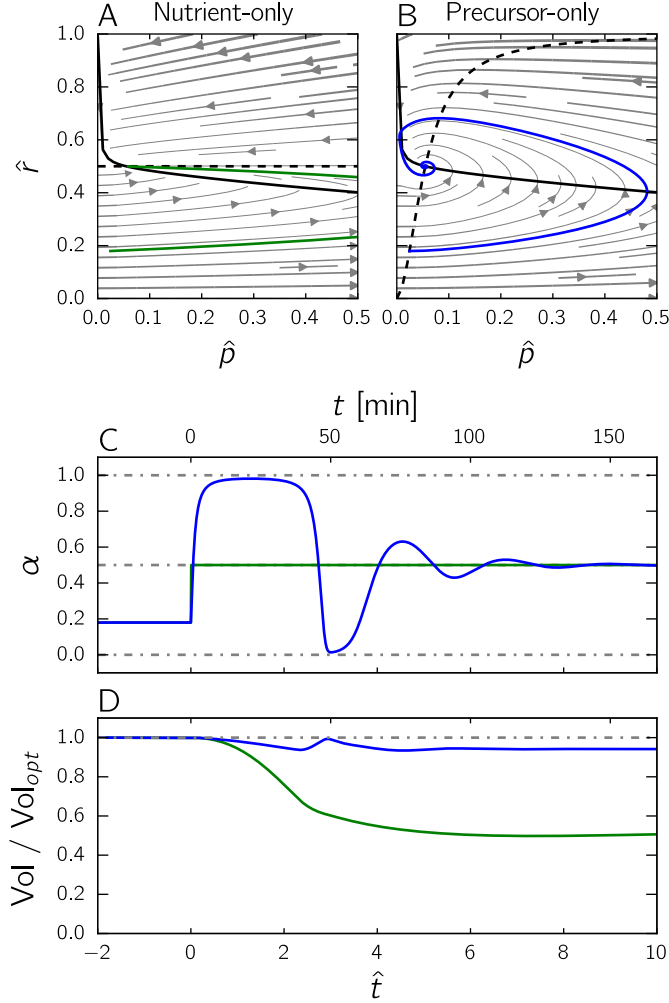 A Nutrient-only
B Precursor-only
1.0
0.8
0.6
0.4
0.2
0.0
r̂
0.0 0.1 0.2 0.3 0.4 0.5
0.0 0.1 0.2 0.3 0.4 0.5
p̂
p̂
t [min]
C
0 50 100 150
1.0
0.8
0.6
0.4
0.2
0.0
α
D
1.0
0.8
0.6
0.4
0.2
0.0
Vol / Vol_opt
−2 0 2 4 6 8 10
t̂